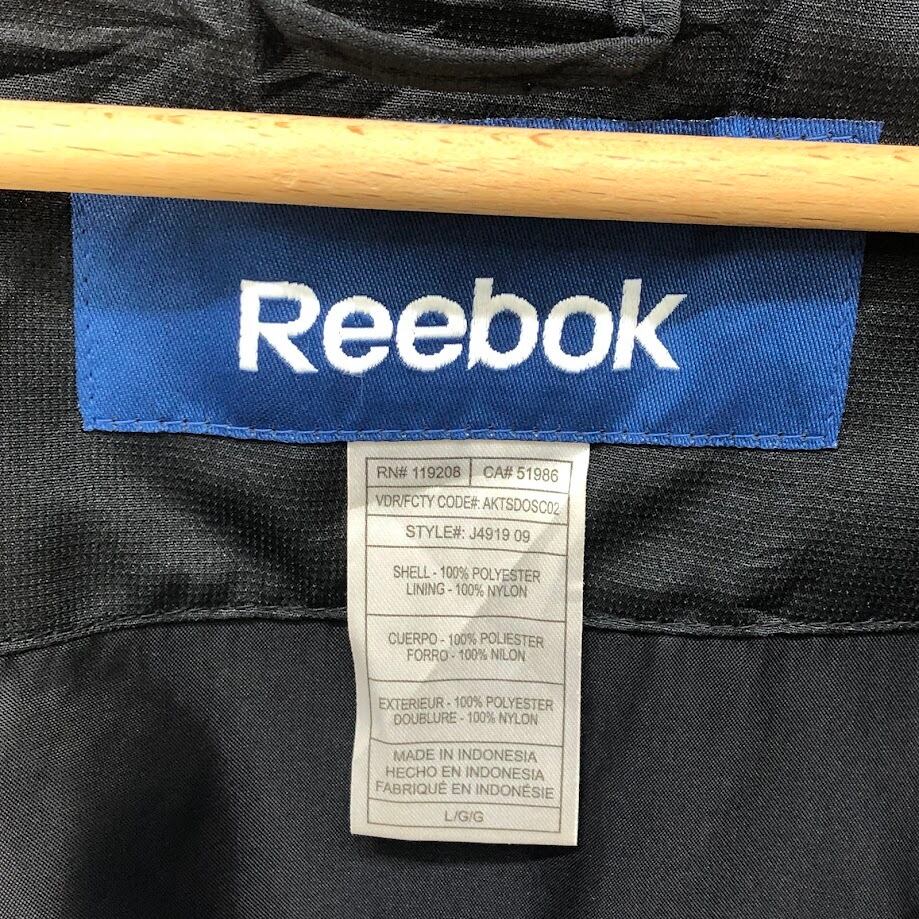 Reebok
RN# 119208 CA# 51986
VDR/FCTY CODE#: AKTSDOSC02
STYLE#: J4919 09
SHELL - 100% POLYESTER
LINING - 100% NYLON
CUERPO - 100% POLIESTER
FORRO - 100% NILON
EXTERIEUR - 100% POLYESTER
DOUBLURE - 100% NYLON
MADE IN INDONESIA
HECHO EN INDONESIA
FABRIQUÉ EN INDONÉSIE
L/G/G